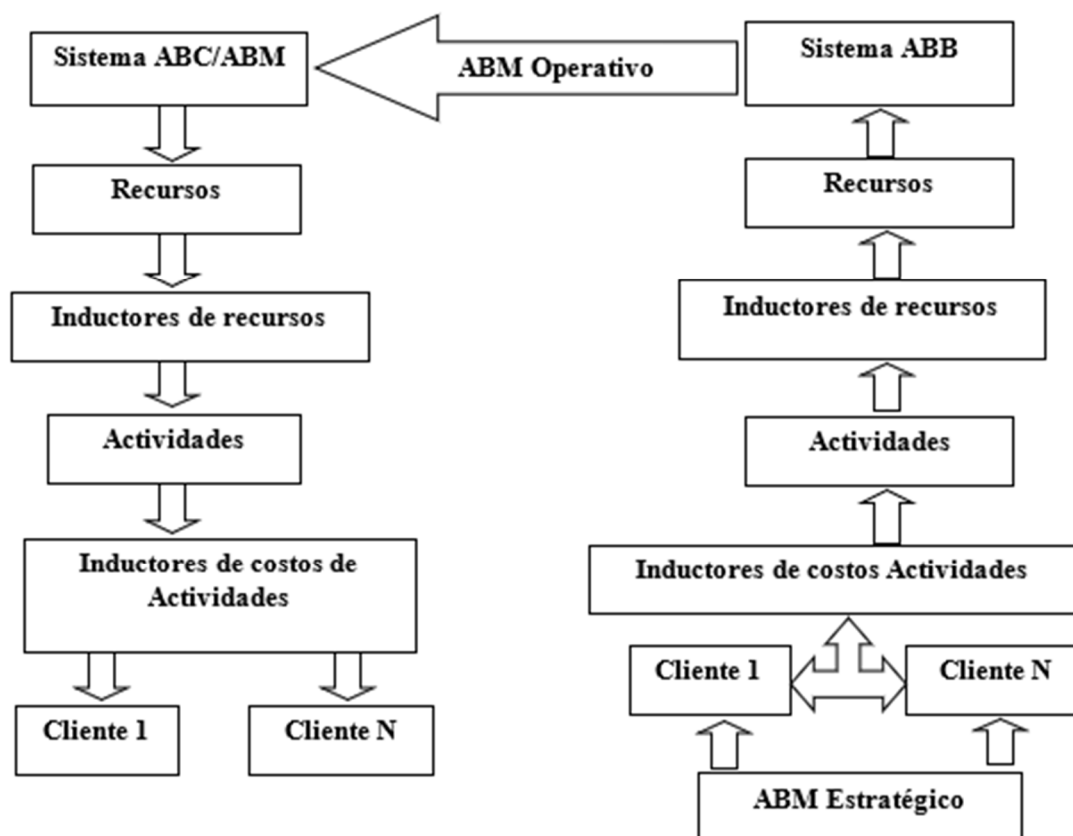 Sistema ABC/ABM
ABM Operativo
Sistema ABB
Recursos
Inductores de recursos
Actividades
Inductores de costos de
Actividades
Cliente 1
Cliente N
Recursos
Inductores de recursos
Actividades
Inductores de costos Actividades
Cliente 1
Cliente N
ABM Estratégico